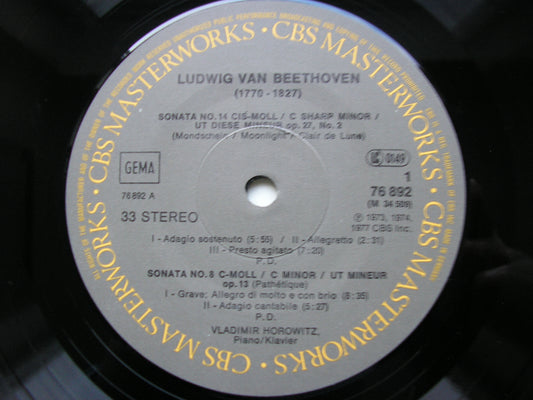 CBS MASTERWORKS · CBS MASTERWORKS · CBS MASTERWORKS · CBS MASTERWORKS ·
LUDWIG VAN BEETHOVEN
(1770 - 1827)
SONATA NO.14 CIS-MOLL / C SHARP MINOR /
UT DIESE MINEUR op. 27, No. 2
(Mondschein / Moonlight / Clair de Lune)
GEMA
0149
76 892 A
1
76 892
(M 34 509)
33 STEREO
℗ 1973, 1974,
1977 CBS Inc.
I - Adagio sostenuto (5:55) / II - Allegretto (2:31)
III - Presto agitato (7:20)
P.D.
SONATA NO.8 C-MOLL / C MINOR / UT MINEUR
op. 13 (Pathétique)
I - Grave; Allegro di molto e con brio (8:35)
II - Adagio cantabile (5:27)
P.D.
VLADIMIR HOROWITZ,
Piano/Klavier